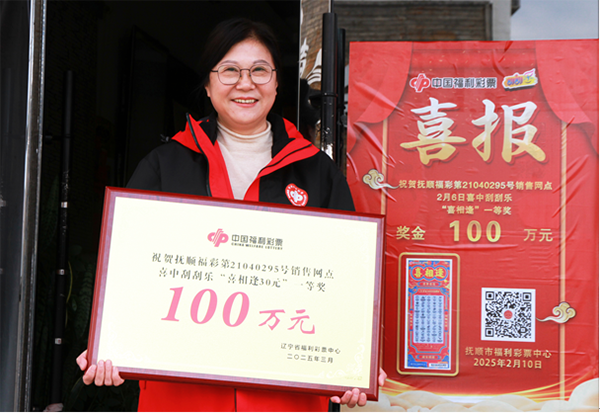 中国福利彩票
CHINA WELFARE LOTTERY
祝贺抚顺福彩第21040295号销售网点
喜中刮刮乐“喜相逢30元”一等奖
100万元
辽宁省福利彩票中心
二〇二五年三月
中国福利彩票
喜报
祝贺抚顺福彩第21040295号销售网点
2月6日喜中刮刮乐
“喜相逢”一等奖
奖金 100 万元
喜相逢
抚顺市福利彩票中心
2025年2月10日